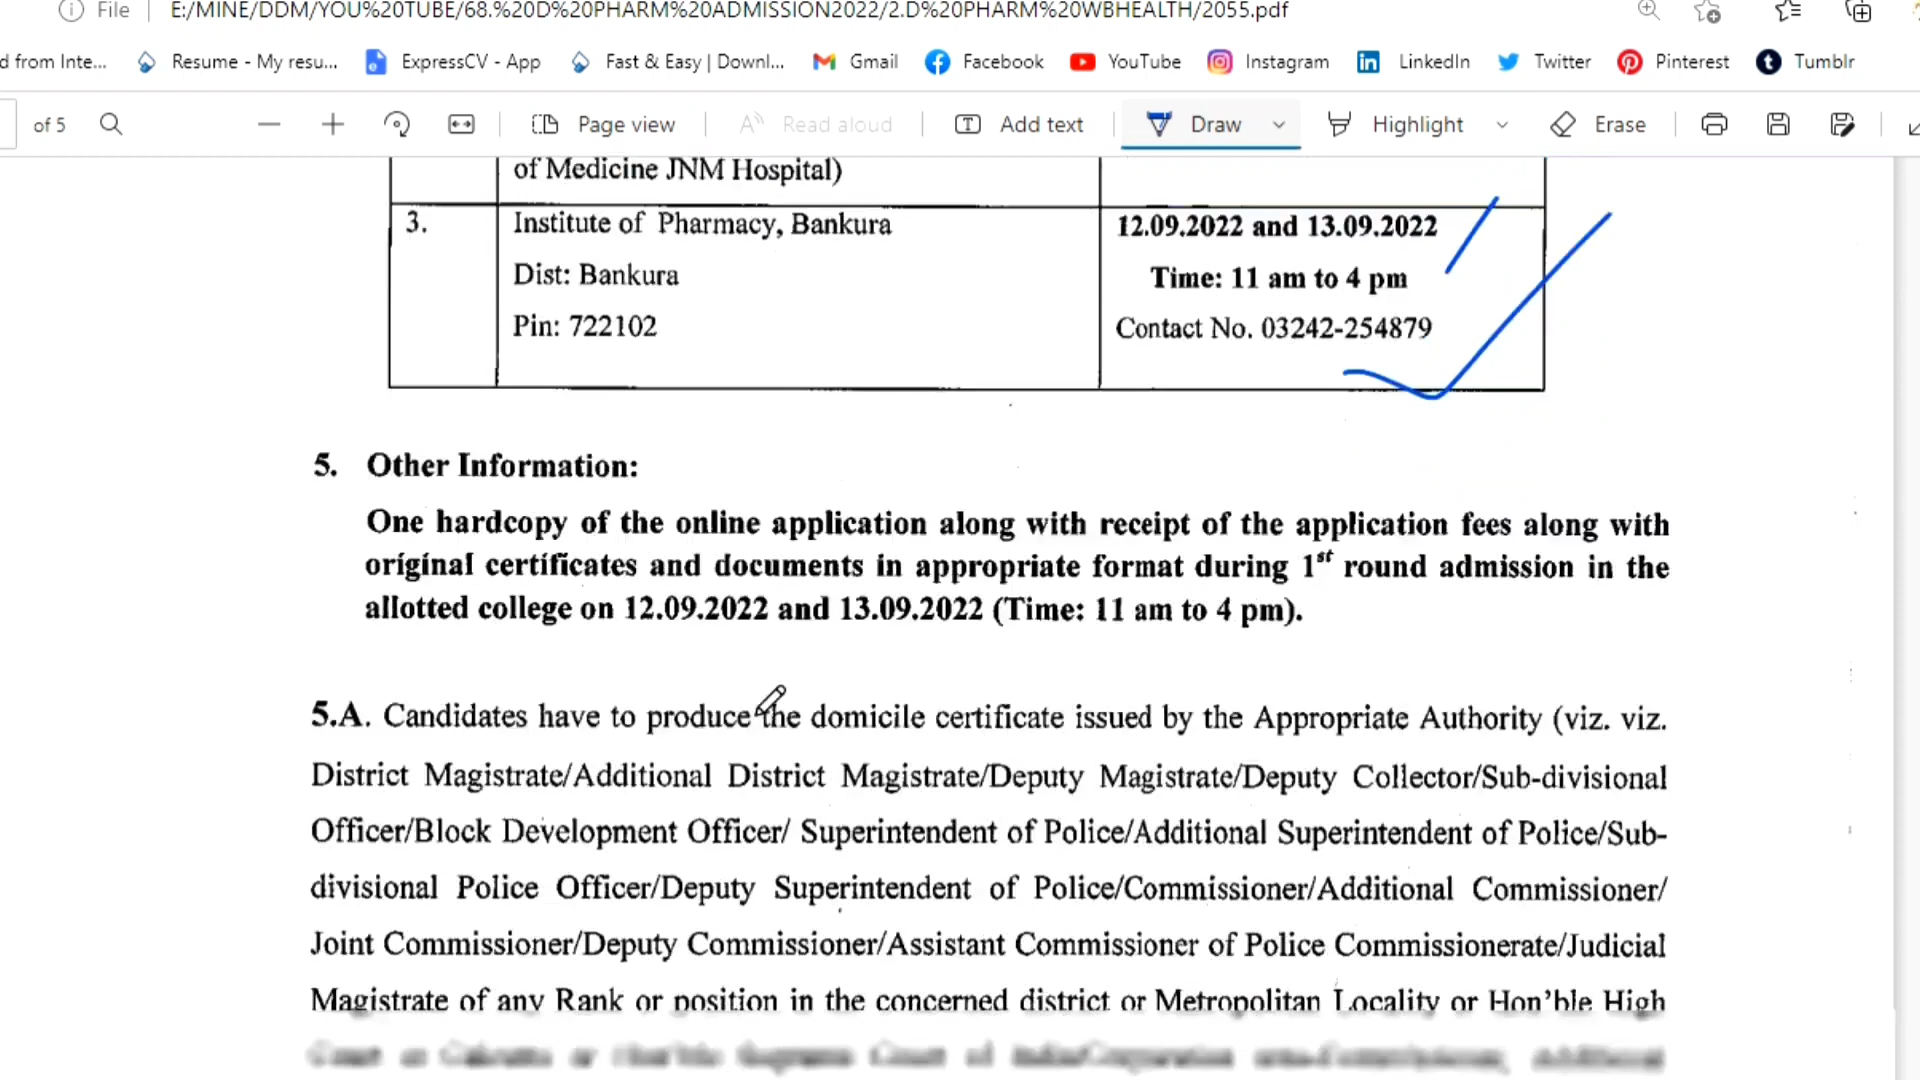 File E:/MINE/DDM/YOU%20TUBE/68.%20D%20PHARM%20ADMISSION2022/2.D%20PHARM%20WBHEALTH/2055.pdf
d from Inte... Resume - My resu... ExpressCV - App Fast & Easy | Downl... Gmail Facebook YouTube Instagram LinkedIn Twitter Pinterest Tumblr
of 5 Page view Read aloud Add text Draw Highlight Erase
of Medicine JNM Hospital)
3. Institute of Pharmacy, Bankura 12.09.2022 and 13.09.2022
Dist: Bankura Time: 11 am to 4 pm
Pin: 722102 Contact No. 03242-254879
5. Other Information:
One hardcopy of the online application along with receipt of the application fees along with
original certificates and documents in appropriate format during 1st round admission in the
allotted college on 12.09.2022 and 13.09.2022 (Time: 11 am to 4 pm).
5.A. Candidates have to produce the domicile certificate issued by the Appropriate Authority (viz. viz.
District Magistrate/Additional District Magistrate/Deputy Magistrate/Deputy Collector/Sub-divisional
Officer/Block Development Officer/ Superintendent of Police/Additional Superintendent of Police/Sub-
divisional Police Officer/Deputy Superintendent of Police/Commissioner/Additional Commissioner/
Joint Commissioner/Deputy Commissioner/Assistant Commissioner of Police Commissionerate/Judicial
Magistrate of any Rank or position in the concerned district or Metropolitan Locality or Hon'ble High